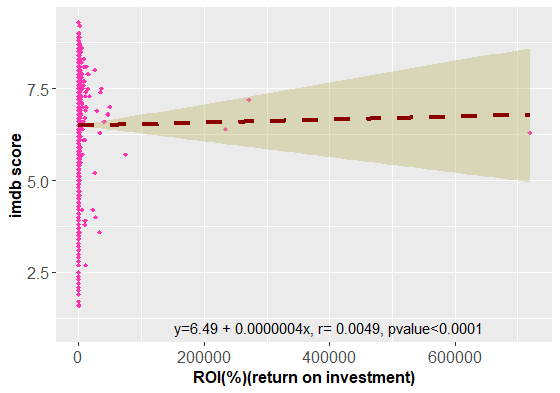 7.5
5.0
2.5
imdb score
y=6.49 + 0.0000004x, r= 0.0049, pvalue<0.0001
0 200000 400000 600000
ROI(%)(return on investment)